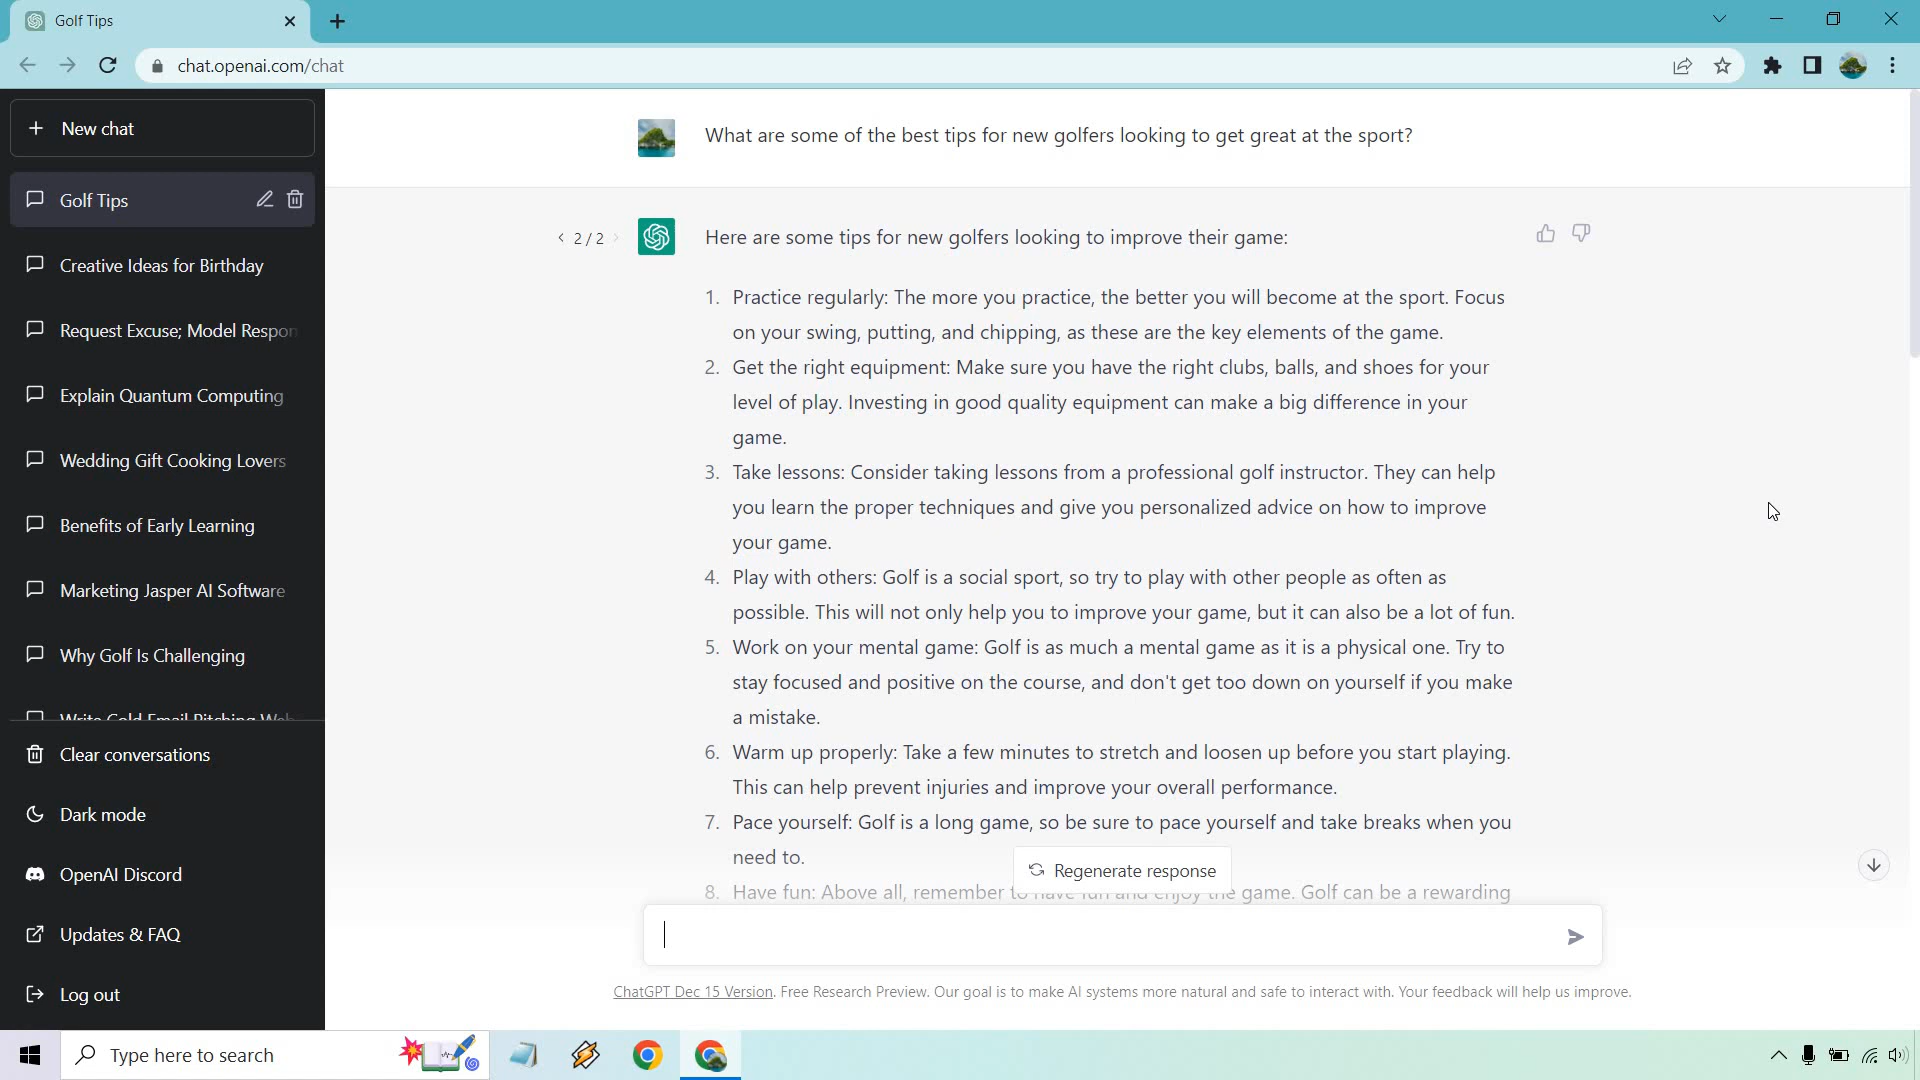 Golf Tips
chat.openai.com/chat
New chat
Golf Tips
Creative Ideas for Birthday
Request Excuse; Model Respon
Explain Quantum Computing
Wedding Gift Cooking Lovers
Benefits of Early Learning
Marketing Jasper AI Software
Why Golf Is Challenging
Write Cold Email Pitching Web
Clear conversations
Dark mode
OpenAI Discord
Updates & FAQ
Log out
What are some of the best tips for new golfers looking to get great at the sport?
< 2 / 2 >
Here are some tips for new golfers looking to improve their game:
1. Practice regularly: The more you practice, the better you will become at the sport. Focus
on your swing, putting, and chipping, as these are the key elements of the game.
2. Get the right equipment: Make sure you have the right clubs, balls, and shoes for your
level of play. Investing in good quality equipment can make a big difference in your
game.
3. Take lessons: Consider taking lessons from a professional golf instructor. They can help
you learn the proper techniques and give you personalized advice on how to improve
your game.
4. Play with others: Golf is a social sport, so try to play with other people as often as
possible. This will not only help you to improve your game, but it can also be a lot of fun.
5. Work on your mental game: Golf is as much a mental game as it is a physical one. Try to
stay focused and positive on the course, and don't get too down on yourself if you make
a mistake.
6. Warm up properly: Take a few minutes to stretch and loosen up before you start playing.
This can help prevent injuries and improve your overall performance.
7. Pace yourself: Golf is a long game, so be sure to pace yourself and take breaks when you
need to.
8. Have fun: Above all, remember to have fun and enjoy the game. Golf can be a rewarding
Regenerate response
ChatGPT Dec 15 Version. Free Research Preview. Our goal is to make AI systems more natural and safe to interact with. Your feedback will help us improve.
Type here to search